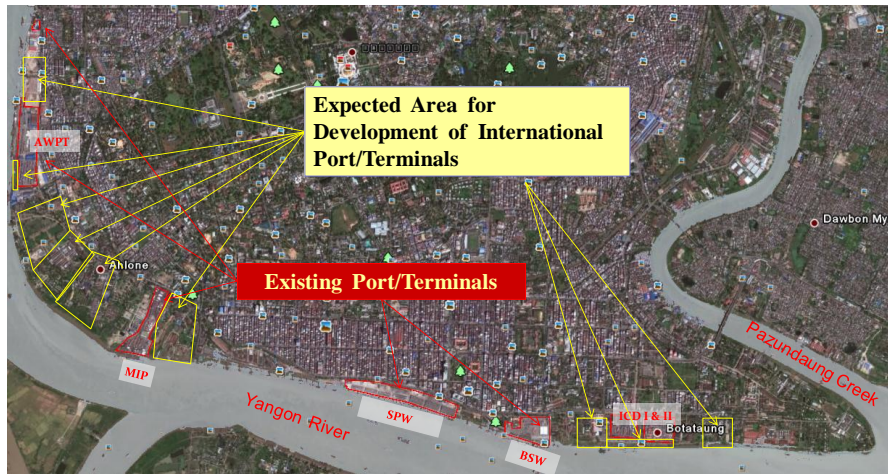 Expected Area for
Development of International
Port/Terminals
AWPT
Dawbon My
Ahlone
Existing Port/Terminals
Pazundaung Creek
MIP
Yangon River
SPW
ICD I & II
Botataung
BSW